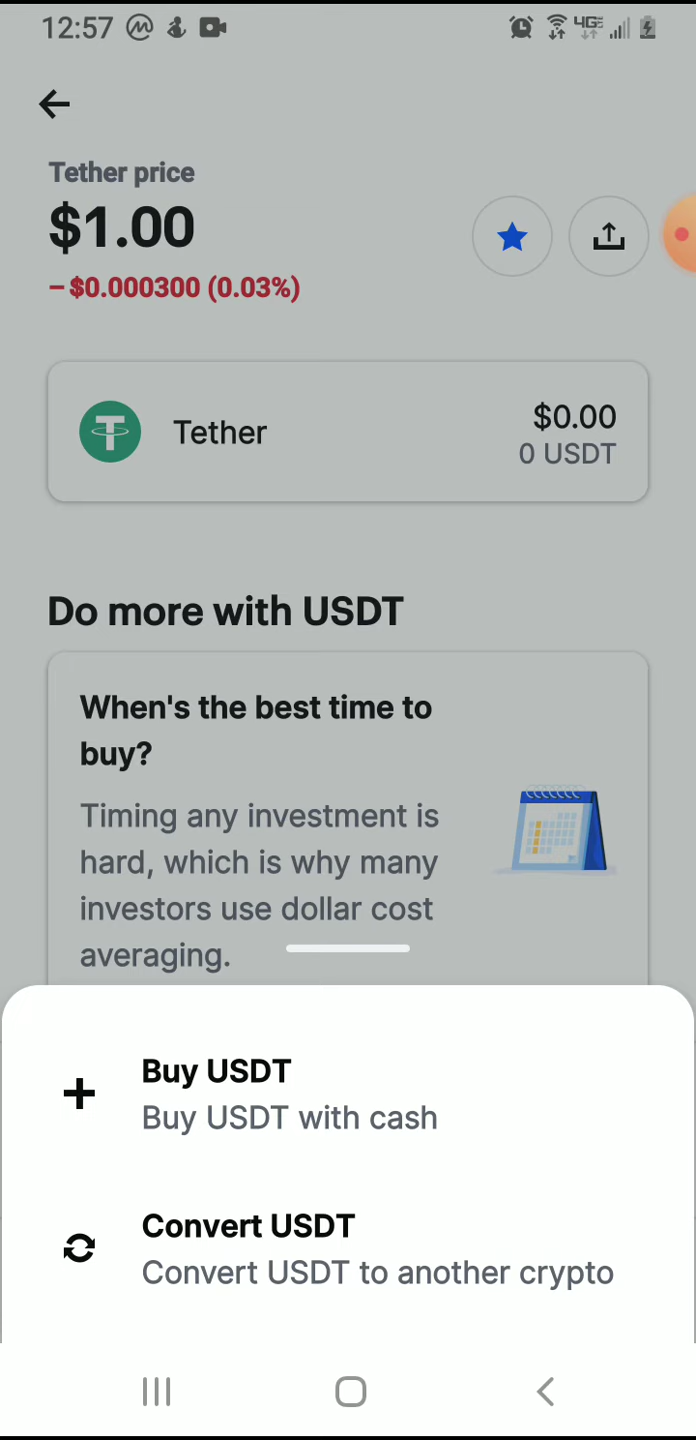 12:57
4GE
Tether price
$1.00
–$0.000300 (0.03%)
Tether
$0.00
0 USDT
Do more with USDT
When's the best time to
buy?
Timing any investment is
hard, which is why many
investors use dollar cost
averaging.
Buy USDT
Buy USDT with cash
Convert USDT
Convert USDT to another crypto